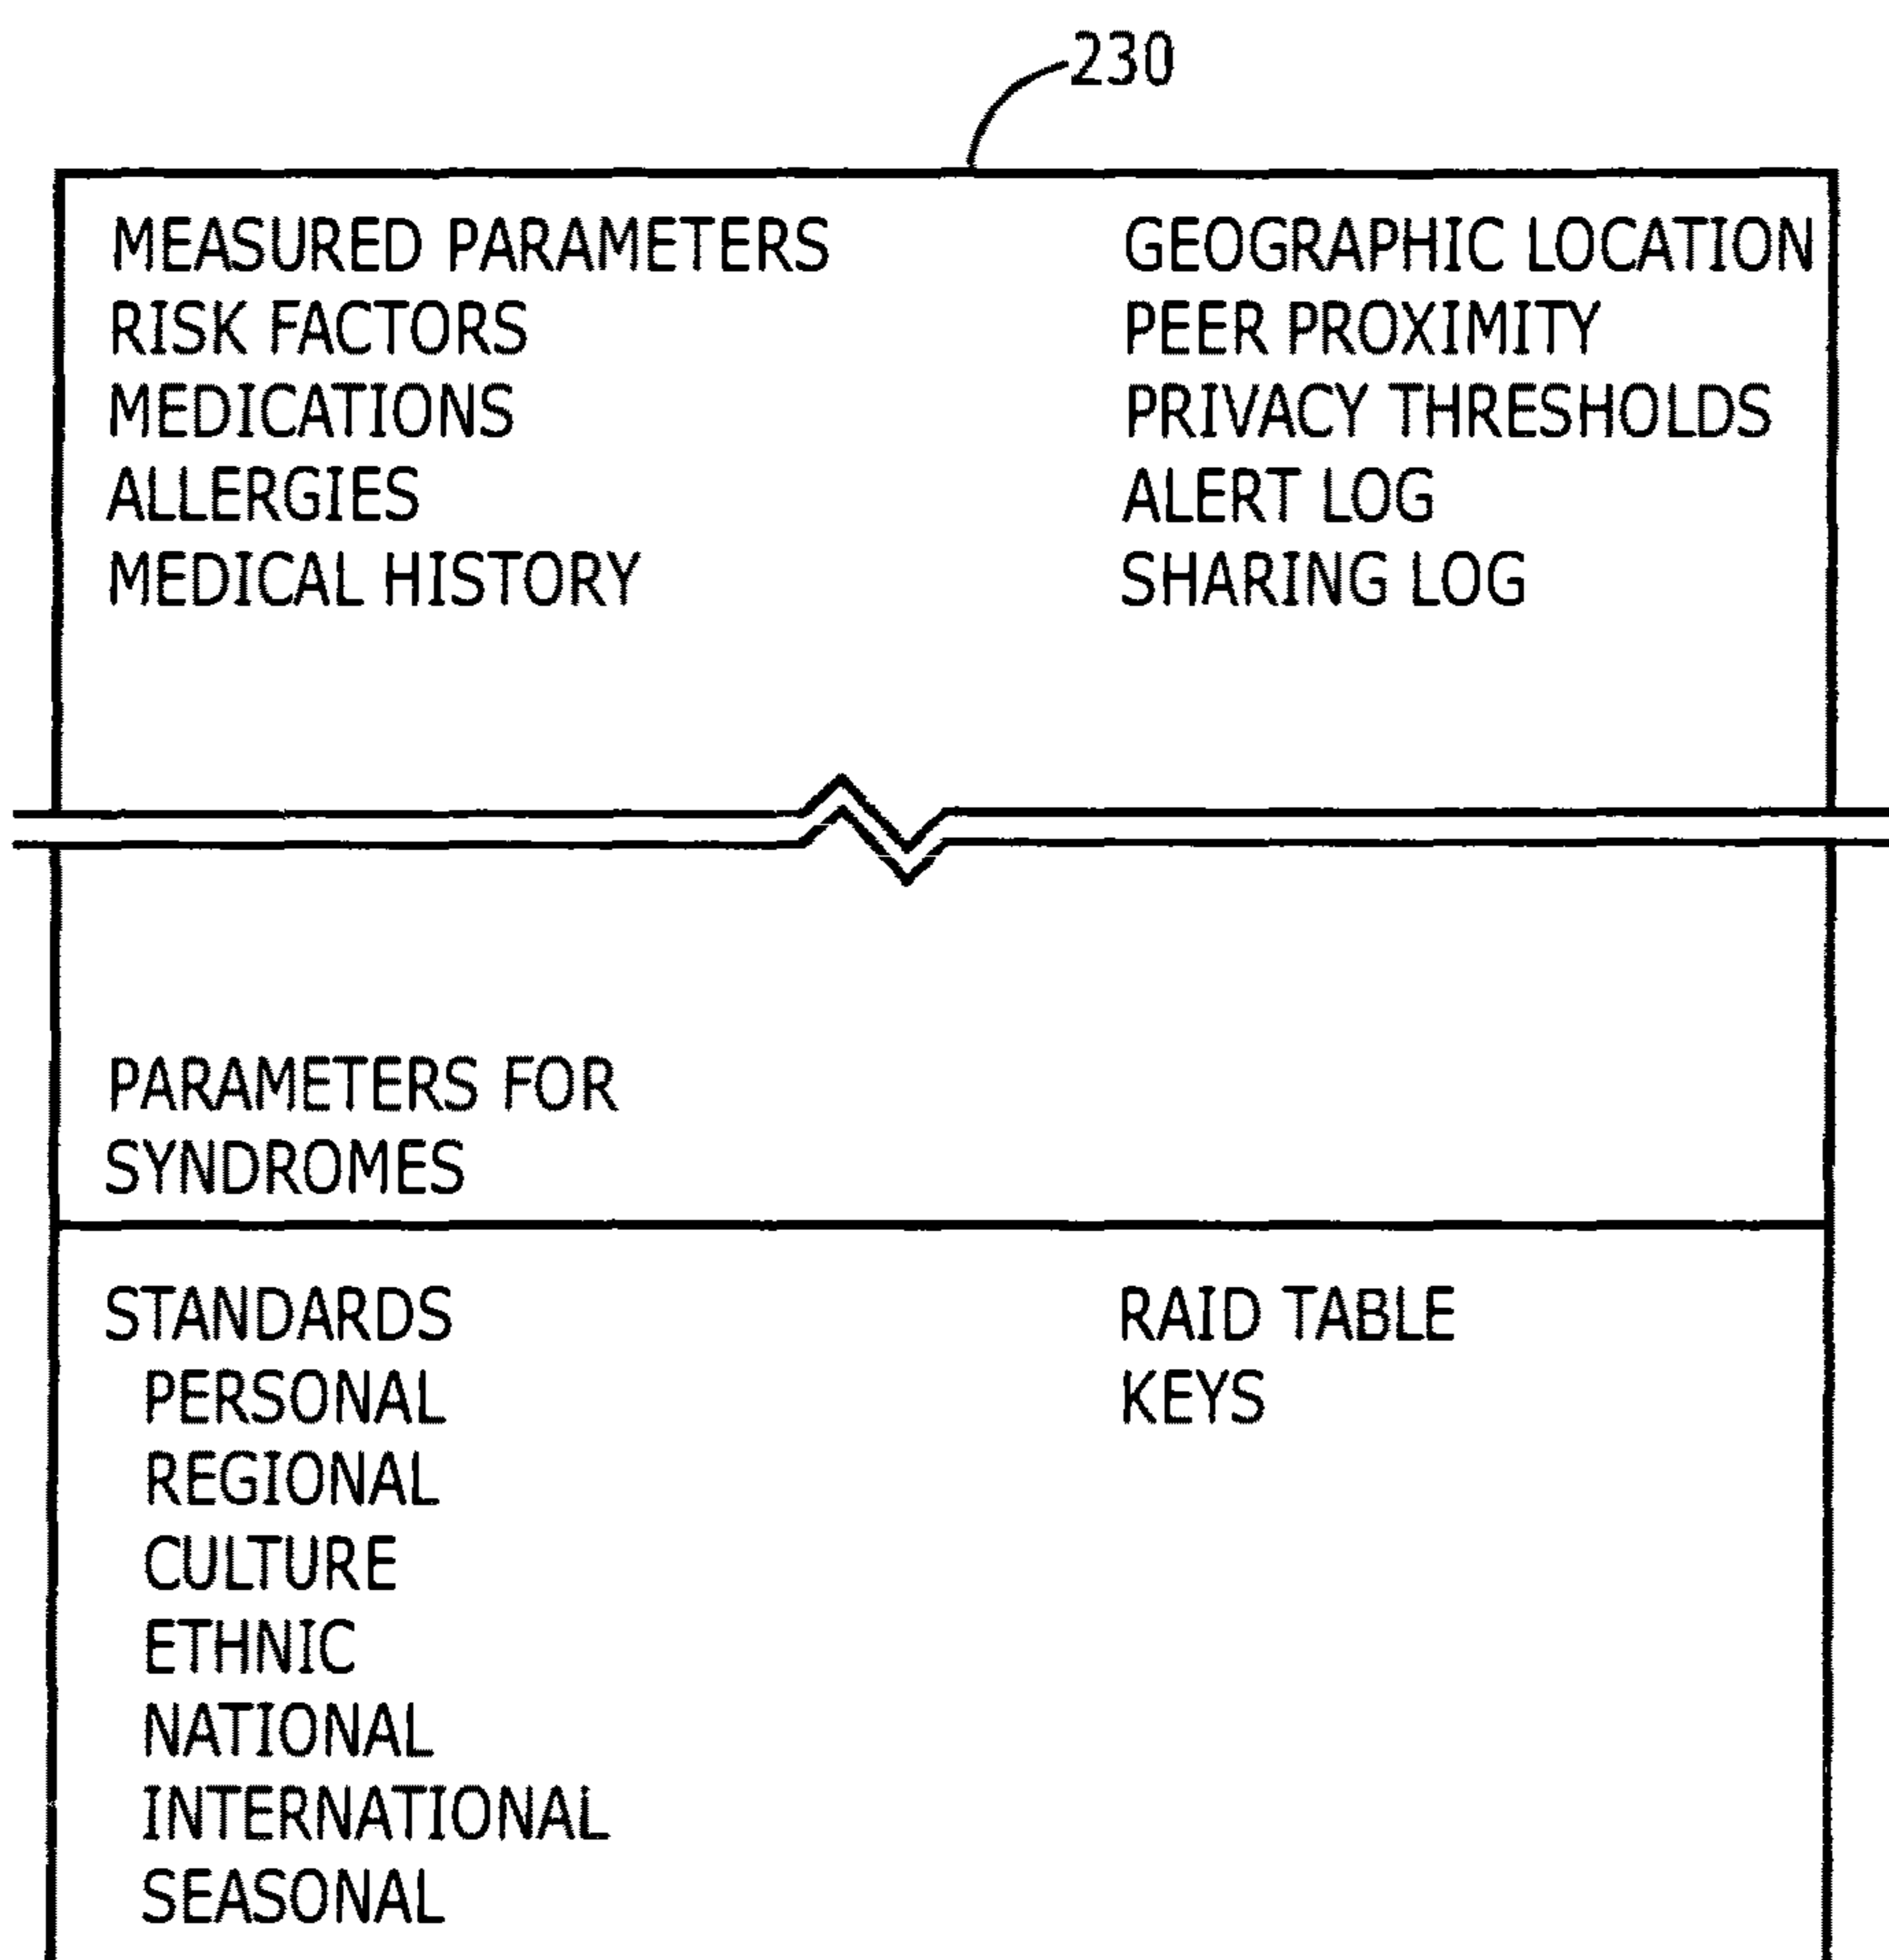 230
MEASURED PARAMETERS
RISK FACTORS
MEDICATIONS
ALLERGIES
MEDICAL HISTORY
GEOGRAPHIC LOCATION
PEER PROXIMITY
PRIVACY THRESHOLDS
ALERT LOG
SHARING LOG
PARAMETERS FOR
SYNDROMES
STANDARDS
PERSONAL
REGIONAL
CULTURE
ETHNIC
NATIONAL
INTERNATIONAL
SEASONAL
RAID TABLE
KEYS